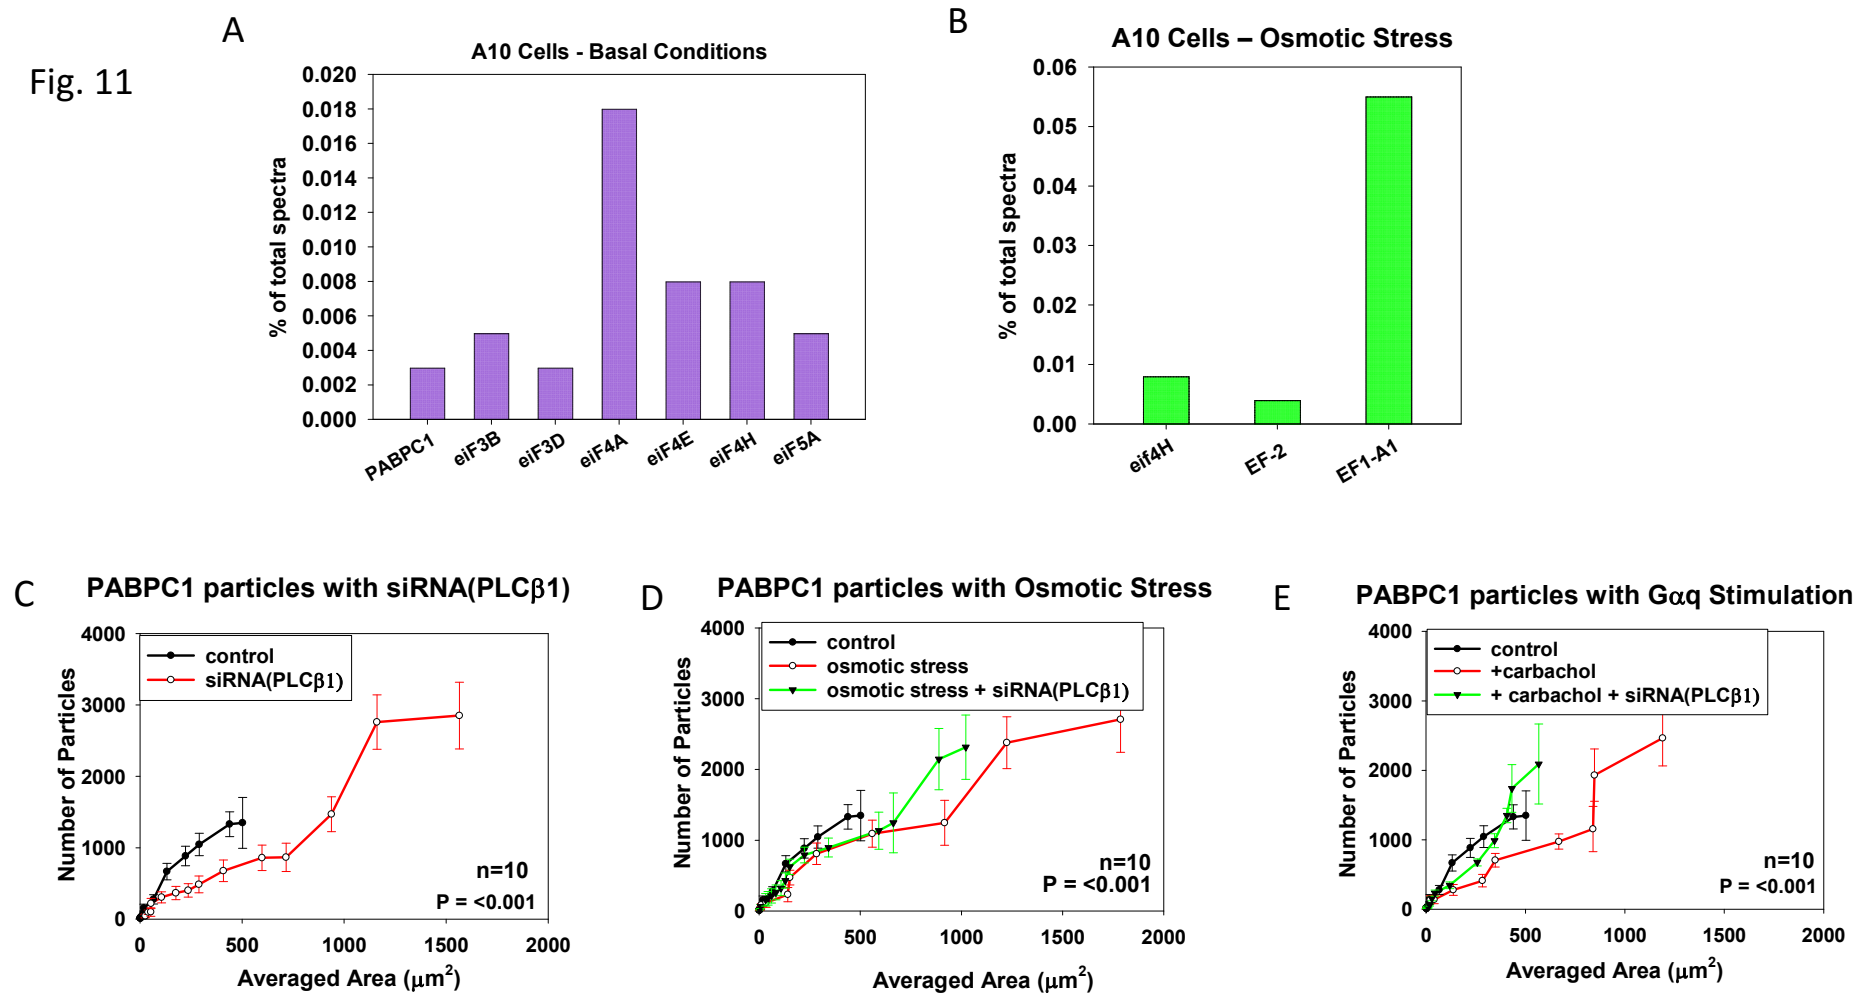 Fig. 11
A
A10 Cells - Basal Conditions
% of total spectra
0.020
0.018
0.016
0.014
0.012
0.010
0.008
0.006
0.004
0.002
0.000
PABPC1
eiF3B
eiF3D
eiF4A
eiF4E
eiF4H
eiF5A
B
A10 Cells – Osmotic Stress
% of total spectra
0.06
0.05
0.04
0.03
0.02
0.01
0.00
eif4H
EF-2
EF1-A1
C
PABPC1 particles with siRNA(PLCβ1)
Number of Particles
4000
3000
2000
1000
0
control
siRNA(PLCβ1)
n=10
P = <0.001
0 500 1000 1500 2000
Averaged Area (μm²)
D
PABPC1 particles with Osmotic Stress
Number of Particles
4000
3000
2000
1000
0
control
osmotic stress
osmotic stress + siRNA(PLCβ1)
n=10
P = <0.001
0 500 1000 1500 2000
Averaged Area (μm²)
E
PABPC1 particles with Gαq Stimulation
Number of Particles
4000
3000
2000
1000
0
control
+carbachol
+ carbachol + siRNA(PLCβ1)
n=10
P = <0.001
0 500 1000 1500 2000
Averaged Area (μm²)